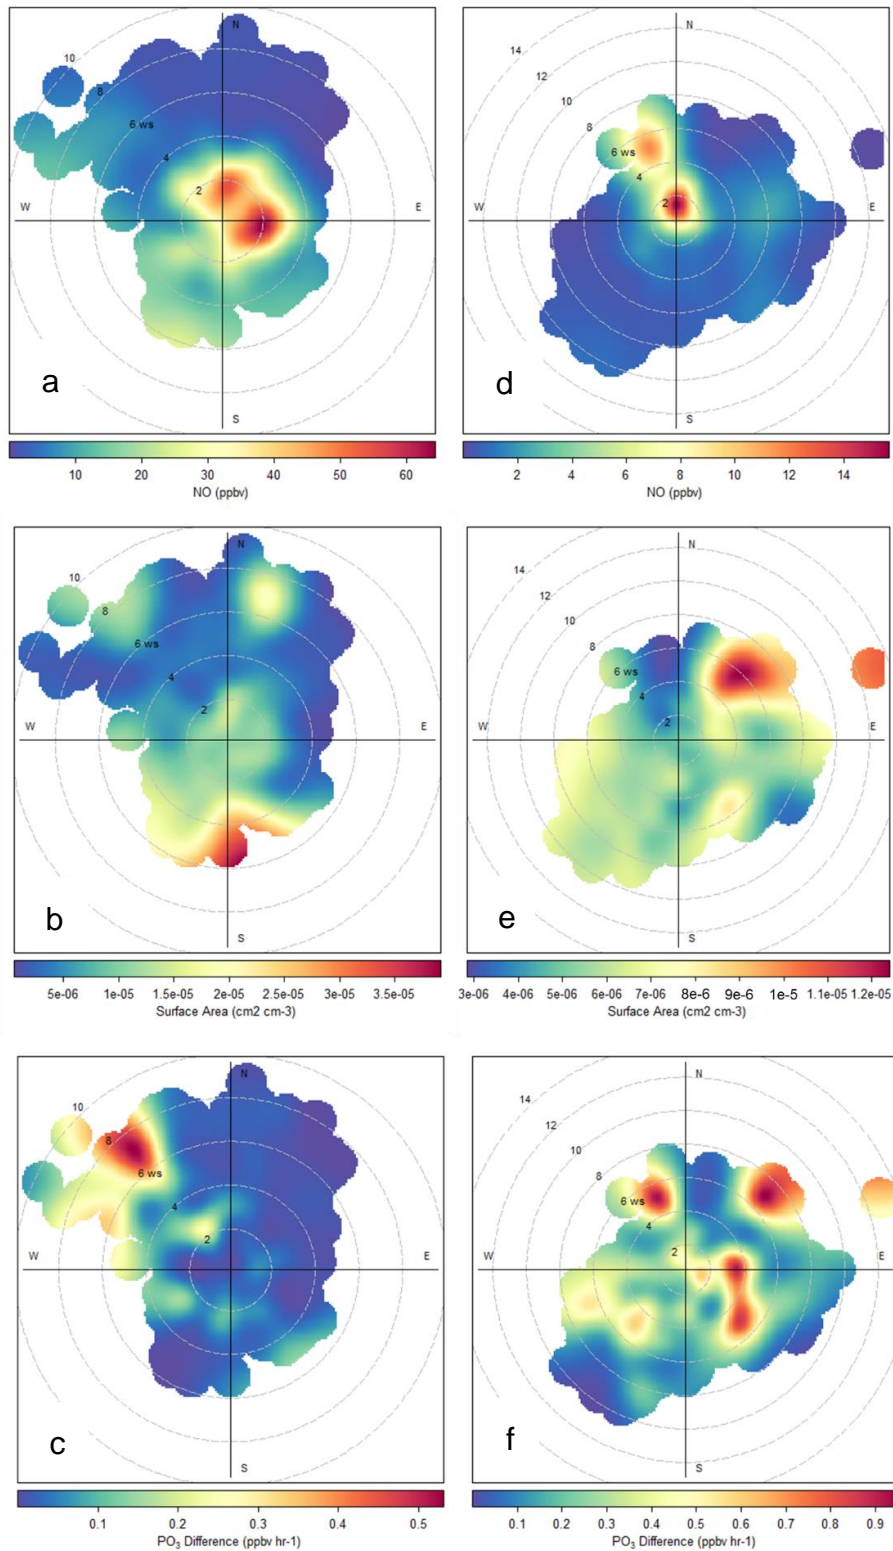 N
10
8
6 ws
4
2
W
E
a
S
10 20 30 40 50 60
NO (ppbv)
N
14
12
10
8
6 ws
4
2
W
E
d
S
2 4 6 8 10 12 14
NO (ppbv)
N
10
8
6 ws
4
2
W
E
b
S
5e-06 1e-05 1.5e-05 2e-05 2.5e-05 3e-05 3.5e-05
Surface Area (cm2 cm-3)
N
14
12
10
8
6 ws
4
2
W
E
e
S
3e-06 4e-06 5e-06 6e-06 7e-06 8e-6 9e-6 1e-5 1.1e-05 1.2e-05
Surface Area (cm2 cm-3)
N
10
8
6 ws
4
2
W
E
c
S
0.1 0.2 0.3 0.4 0.5
PO₃ Difference (ppbv hr-1)
N
14
12
10
8
6 ws
4
2
W
E
f
S
0.1 0.2 0.3 0.4 0.5 0.6 0.7 0.8 0.9
PO₃ Difference (ppbv hr-1)